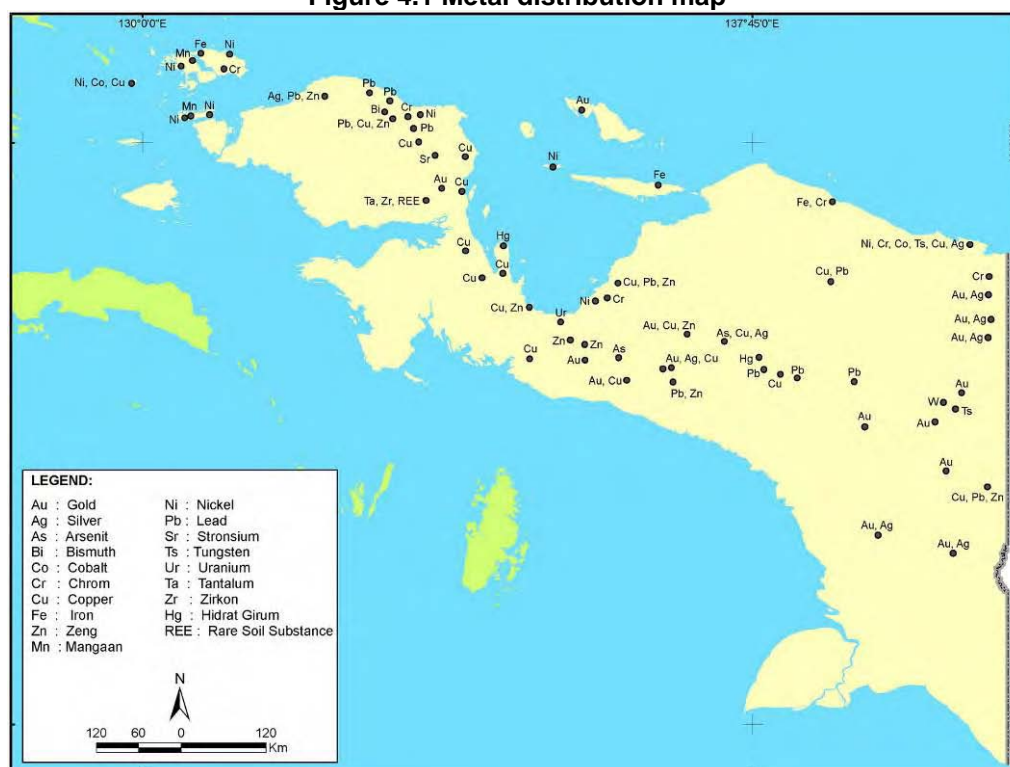 Figure 4.1 Metal distribution map
130°0'0"E
137°45'0"E
Fe
Ni
Mn
Ni
Cr
Ni, Co, Cu
Mn
Ni
Ni
Pb
Ag, Pb, Zn
Pb
Bi
Cr
Ni
Pb, Cu, Zn
Pb
Cu
Sr
Cu
Au
Cu
Ta, Zr, REE
Au
Ni
Fe
Fe, Cr
Hg
Cu
Ni, Cr, Co, Ts, Cu, Ag
Cu
Cu
Cu, Pb, Zn
Cu, Pb
Cr
Ni
Cr
Au, Ag
Cu, Zn
Ur
Au, Ag
Au, Cu, Zn
As, Cu, Ag
Zn
Zn
Au, Ag
Cu
Au
As
Au, Ag, Cu
Hg
Pb
Cu
Pb
Pb
Au, Cu
Pb, Zn
Au
W
Ts
Au
Au
Au
Cu, Pb, Zn
Au, Ag
Au, Ag
LEGEND:
Au : Gold
Ag : Silver
As : Arsenit
Bi : Bismuth
Co : Cobalt
Cr : Chrom
Cu : Copper
Fe : Iron
Zn : Zeng
Mn : Mangaan
Ni : Nickel
Pb : Lead
Sr : Stronsium
Ts : Tungsten
Ur : Uranium
Ta : Tantalum
Zr : Zirkon
Hg : Hidrat Girum
REE : Rare Soil Substance
N
120 60 0 120
Km